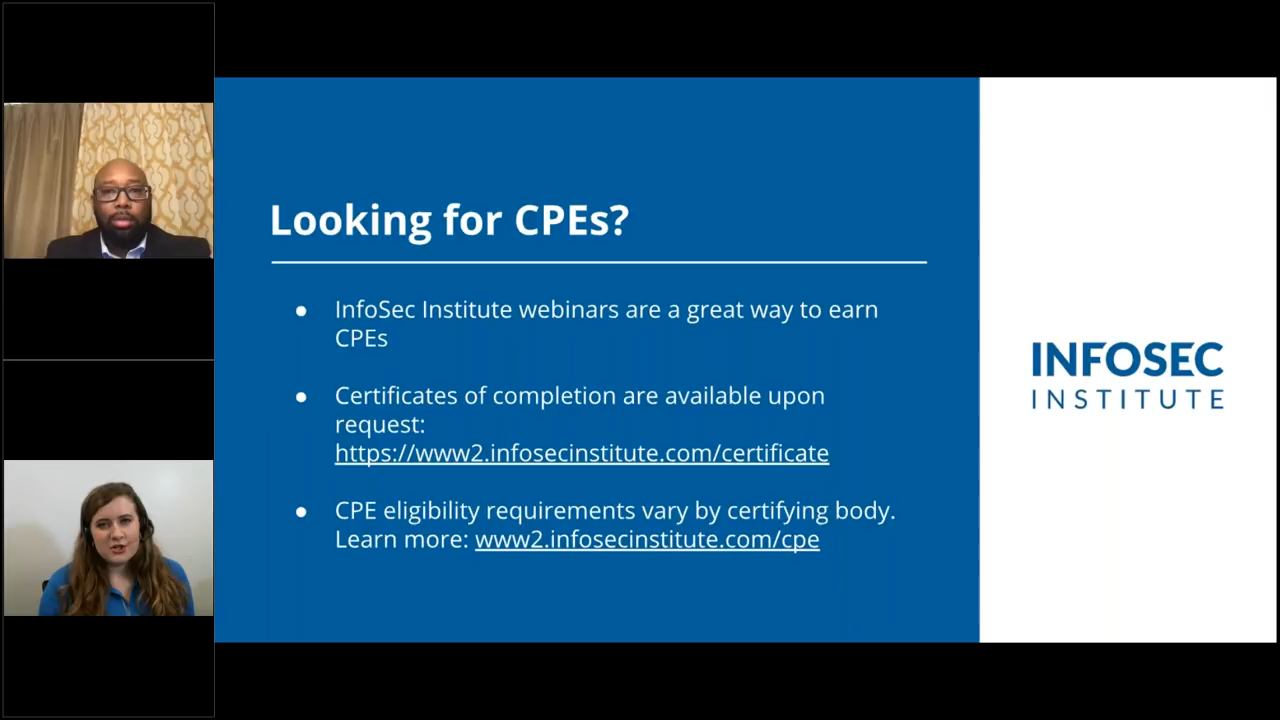 Looking for CPEs?
● InfoSec Institute webinars are a great way to earn
CPEs
● Certificates of completion are available upon
request:
https://www2.infosecinstitute.com/certificate
● CPE eligibility requirements vary by certifying body.
Learn more: www2.infosecinstitute.com/cpe
INFOSEC
INSTITUTE